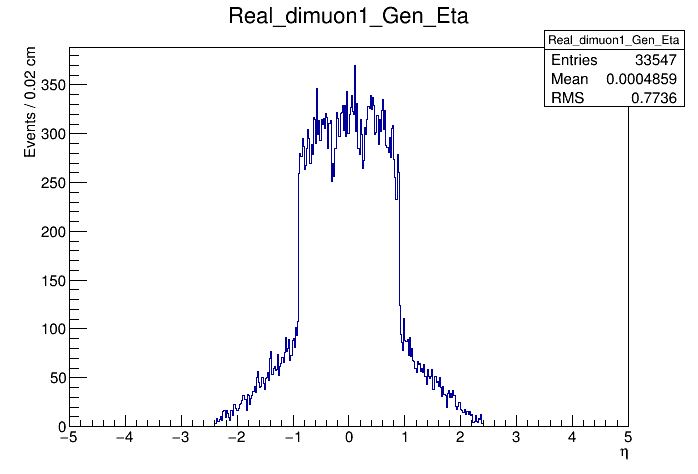 Real_dimuon1_Gen_Eta
Real_dimuon1_Gen_Eta
Entries 33547
Mean 0.0004859
RMS 0.7736
Events / 0.02 cm
350
300
250
200
150
100
50
0
−5 −4 −3 −2 −1 0 1 2 3 4 5
η